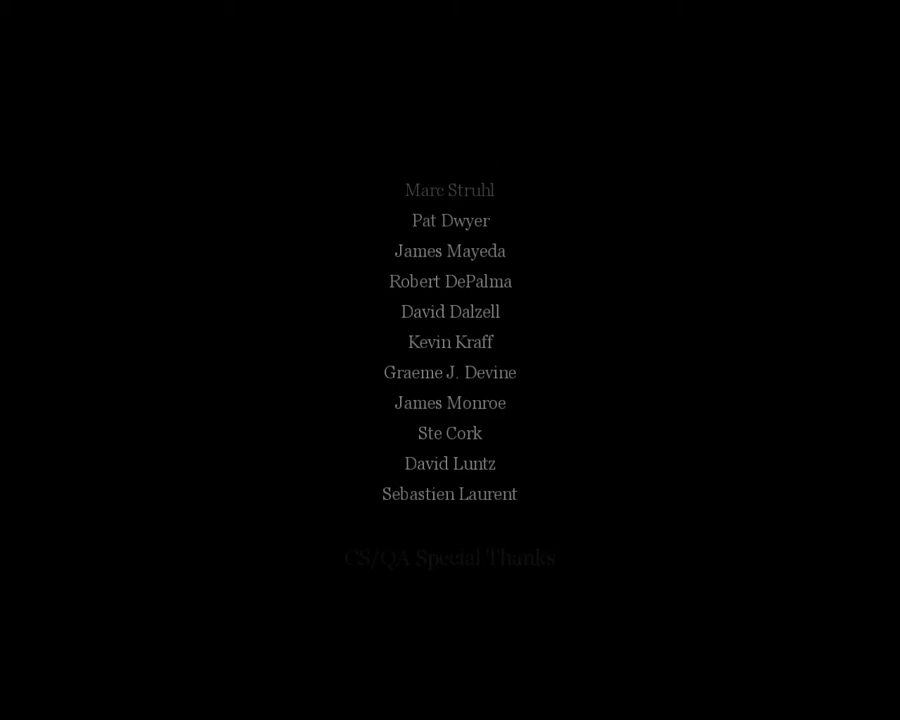 Marc Struhl
Pat Dwyer
James Mayeda
Robert DePalma
David Dalzell
Kevin Kraff
Graeme J. Devine
James Monroe
Ste Cork
David Luntz
Sebastien Laurent
CS/QA Special Thanks